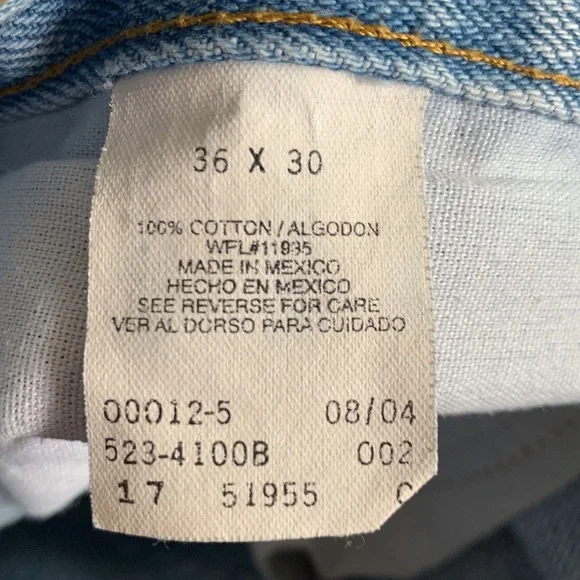 36 X 30
100% COTTON / ALGODON
WPL#11935
MADE IN MEXICO
HECHO EN MEXICO
SEE REVERSE FOR CARE
VER AL DORSO PARA CUIDADO
00012-5 08/04
523-4100B 002
17 51955